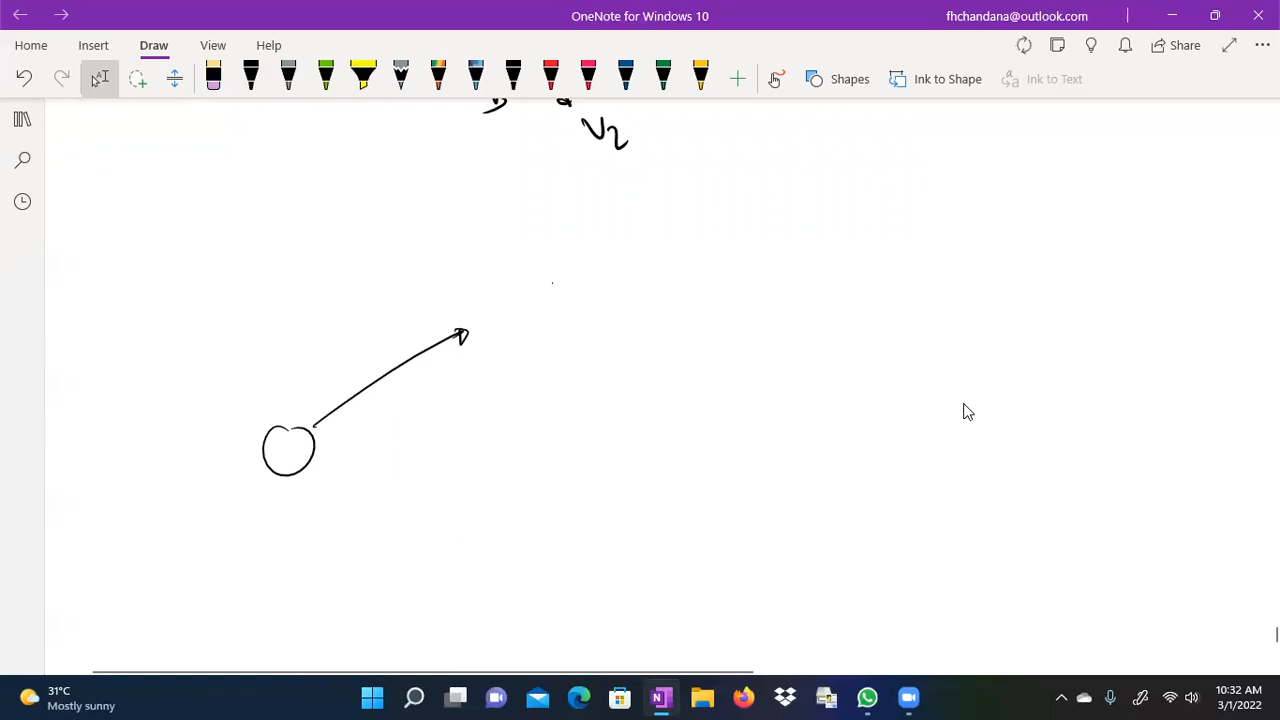 OneNote for Windows 10
fhchandana@outlook.com
Home Insert Draw View Help
Share
Shapes
Ink to Shape
Ink to Text
V2
31°C
Mostly sunny
10:32 AM
3/1/2022